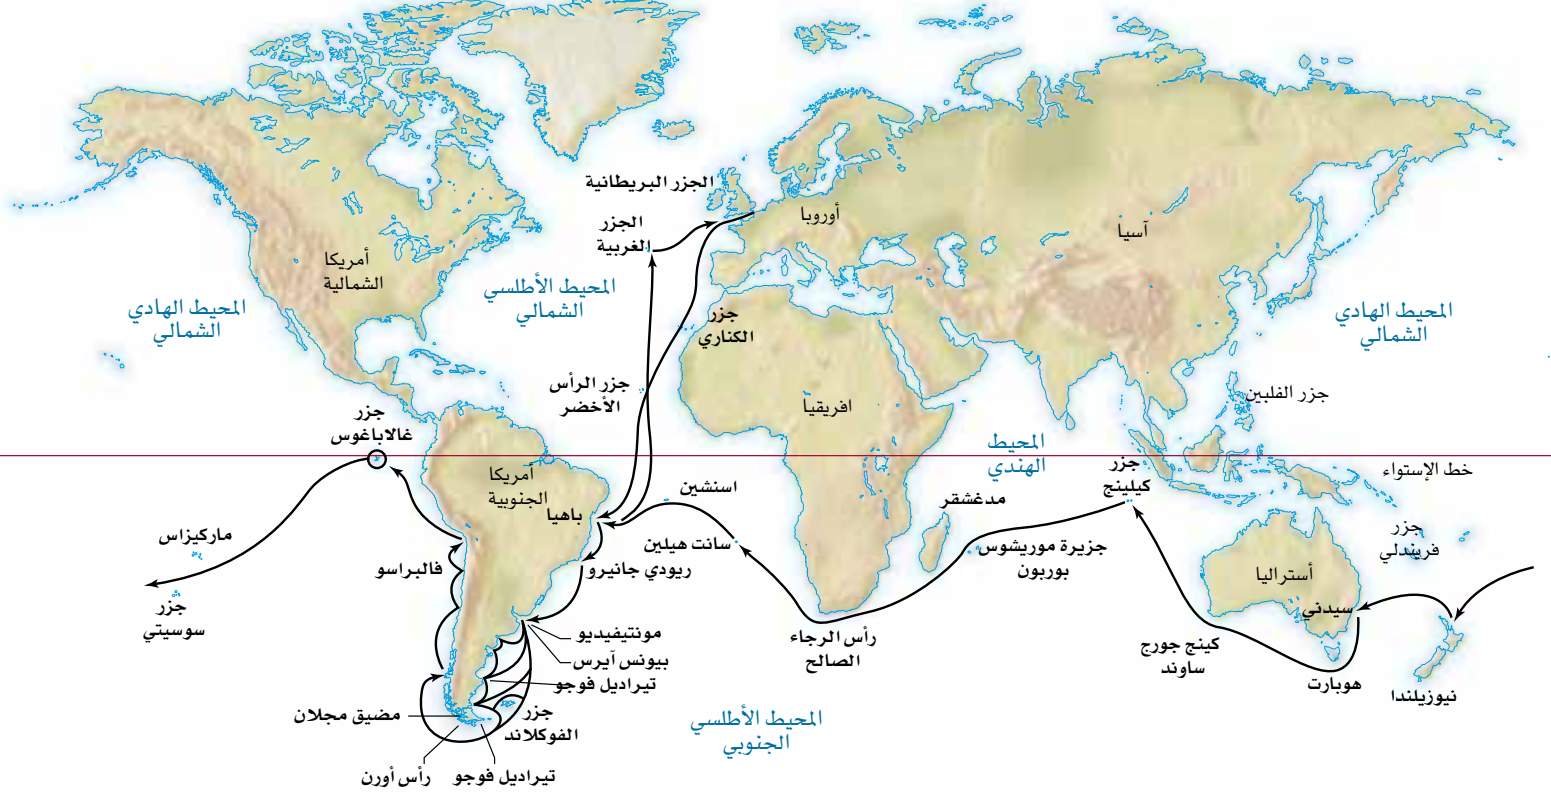 الجزر البريطانية
الجزر
الغربية
أوروبا
آسيا
أمريكا
الشمالية
المحيط الأطلسي
الشمالي
المحيط الهادي
الشمالي
المحيط الهادي
الشمالي
جزر
الكناري
جزر الرأس
الأخضر
افريقيا
جزر الفلبين
جزر
غالاباغوس
المحيط
الهندي
جزر
كيلينج
خط الإستواء
أمريكا
الجنوبية
باهيا
اسنشين
مدغشقر
ماركيزاس
فالبراسو
سانت هيلين
ريودي جانيرو
جزيرة موريشوس
بوربون
جزر
فريندلي
أستراليا
سيدني
جزر
سوسيتي
مونتيفيديو
بيونس آيرس
تيراديل فوجو
رأس الرجاء
الصالح
كينج جورج
ساوند
هوبارت
نيوزيلندا
مضيق مجلان
جزر
الفوكلاند
المحيط الأطلسي
الجنوبي
رأس أورن
تيراديل فوجو